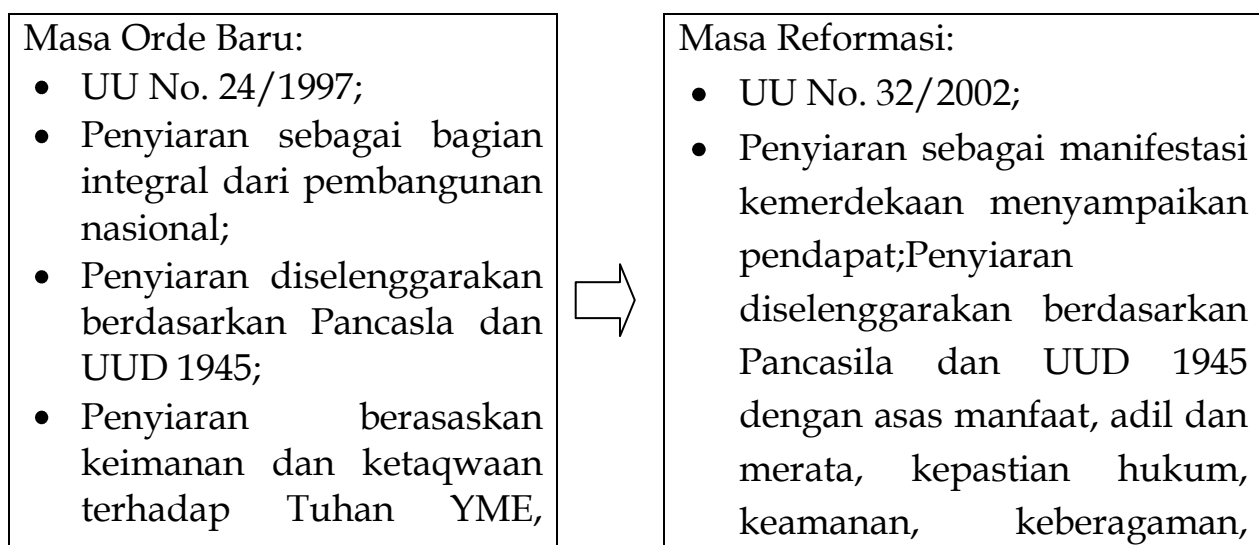 Masa Orde Baru:
• UU No. 24/1997;
• Penyiaran sebagai bagian
integral dari pembangunan
nasional;
• Penyiaran diselenggarakan
berdasarkan Pancasla dan
UUD 1945;
• Penyiaran berasaskan
keimanan dan ketaqwaan
terhadap Tuhan YME,
Masa Reformasi:
• UU No. 32/2002;
• Penyiaran sebagai manifestasi
kemerdekaan menyampaikan
pendapat;Penyiaran
diselenggarakan berdasarkan
Pancasila dan UUD 1945
dengan asas manfaat, adil dan
merata, kepastian hukum,
keamanan, keberagaman,